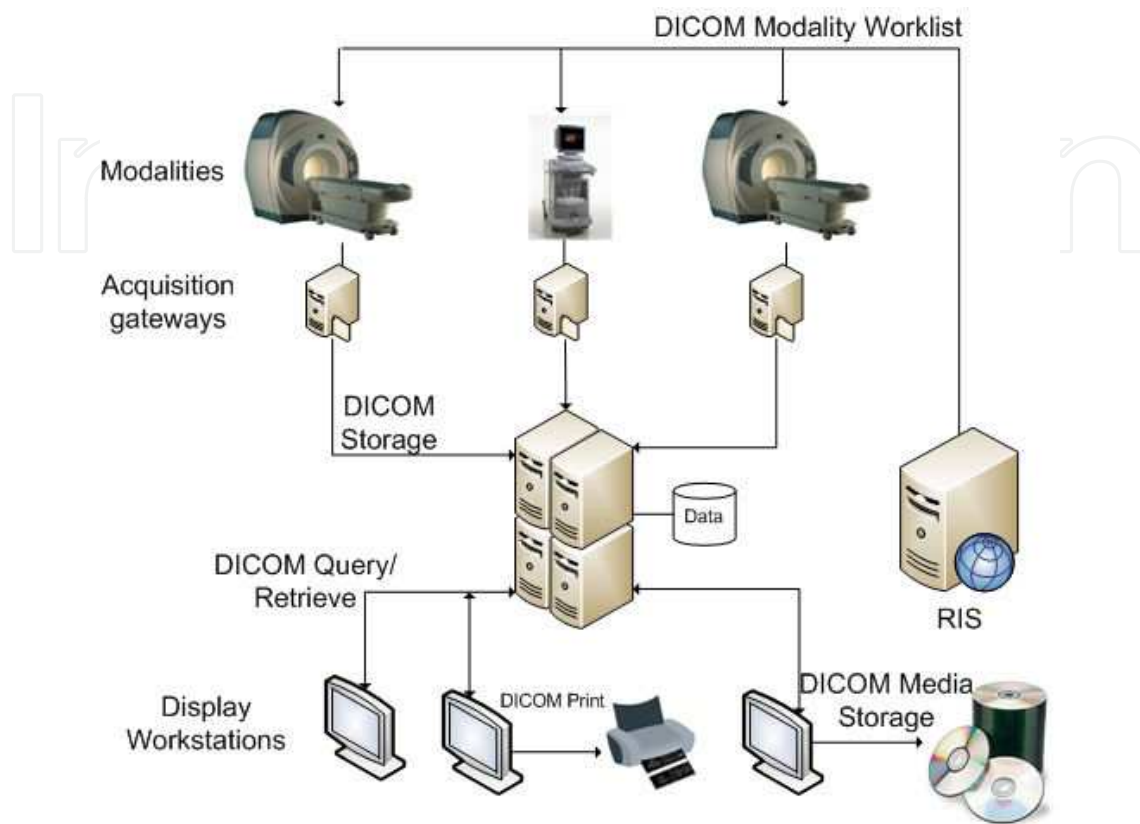 DICOM Modality Worklist
Modalities
Acquisition
gateways
DICOM
Storage
Data
DICOM Query/
Retrieve
RIS
Display
Workstations
DICOM Print
DICOM Media
Storage